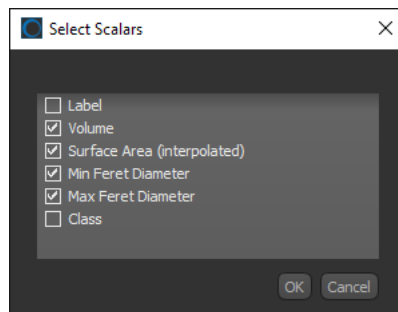 Select Scalars
Label
Volume
Surface Area (interpolated)
Min Feret Diameter
Max Feret Diameter
Class
OK Cancel